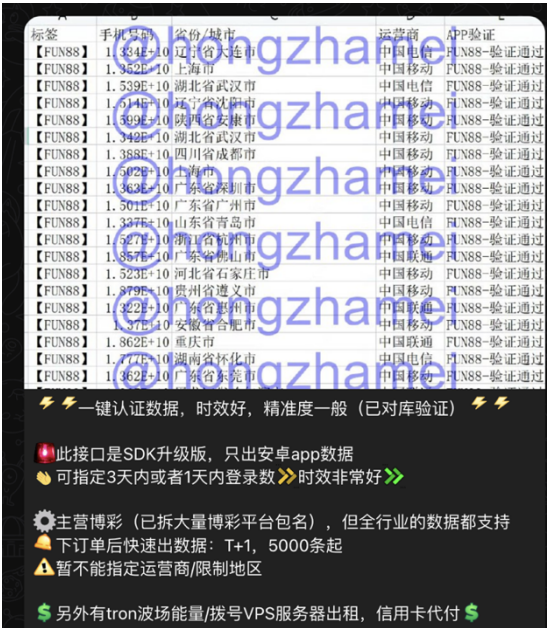 标签 手机号码 省份/城市 运营商 APP验证
【FUN88】 1.334E+10 辽宁省大连市 中国电信 FUN88-验证通过
【FUN88】 1.352E+10 上海市 中国移动 FUN88-验证通过
【FUN88】 1.539E+10 湖北省武汉市 中国电信 FUN88-验证通过
【FUN88】 1.514E+10 辽宁省沈阳市 中国移动 FUN88-验证通过
【FUN88】 1.599E+10 陕西省安康市 中国移动 FUN88-验证通过
【FUN88】 1.342E+10 湖北省武汉市 中国移动 FUN88-验证通过
【FUN88】 1.388E+10 四川省成都市 中国移动 FUN88-验证通过
【FUN88】 1.502E+10 上海市 中国移动 FUN88-验证通过
【FUN88】 1.363E+10 广东省深圳市 中国移动 FUN88-验证通过
【FUN88】 1.501E+10 广东省广州市 中国移动 FUN88-验证通过
【FUN88】 1.337E+10 山东省青岛市 中国电信 FUN88-验证通过
【FUN88】 1.527E+10 浙江省杭州市 中国移动 FUN88-验证通过
【FUN88】 1.857E+10 广东省佛山市 中国联通 FUN88-验证通过
【FUN88】 1.523E+10 河北省石家庄市 中国移动 FUN88-验证通过
【FUN88】 1.879E+10 贵州省遵义市 中国移动 FUN88-验证通过
【FUN88】 1.322E+10 广东省惠州市 中国联通 FUN88-验证通过
【FUN88】 1.37E+10 安徽省合肥市 中国移动 FUN88-验证通过
【FUN88】 1.862E+10 重庆市 中国联通 FUN88-验证通过
【FUN88】 1.777E+10 湖南省怀化市 中国电信 FUN88-验证通过
【FUN88】 1.362E+10 广东省东莞市 中国移动 FUN88-验证通过
@hongzhamei
@hongzhamei
@hongzhamei
@hongzhamei
@hongzhamei
@hongzhamei
一键认证数据，时效好，精准度一般（已对库验证）
此接口是SDK升级版，只出安卓app数据
可指定3天内或者1天内登录数 时效非常好
主营博彩（已拆大量博彩平台包名），但全行业的数据都支持
下订单后快速出数据：T+1，5000条起
暂不能指定运营商/限制地区
另外有tron波场能量/拨号VPS服务器出租，信用卡代付